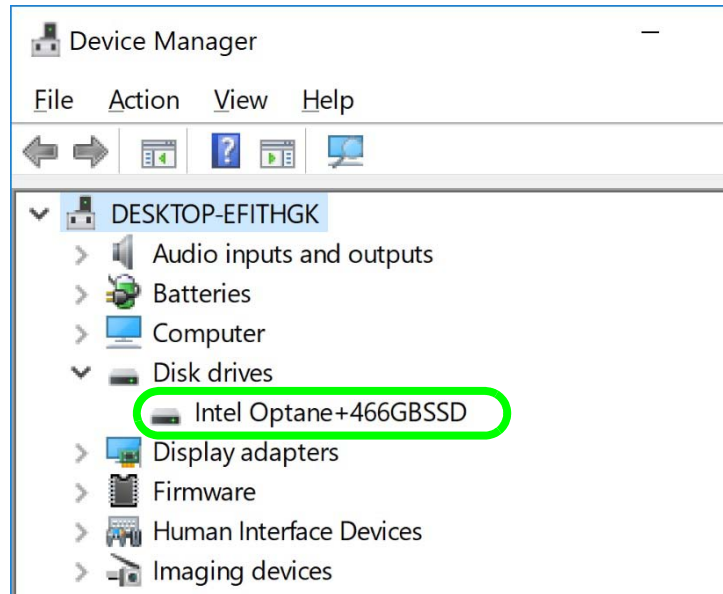 Device Manager
File Action View Help
DESKTOP-EFITHGK
Audio inputs and outputs
Batteries
Computer
Disk drives
Intel Optane+466GBSSD
Display adapters
Firmware
Human Interface Devices
Imaging devices